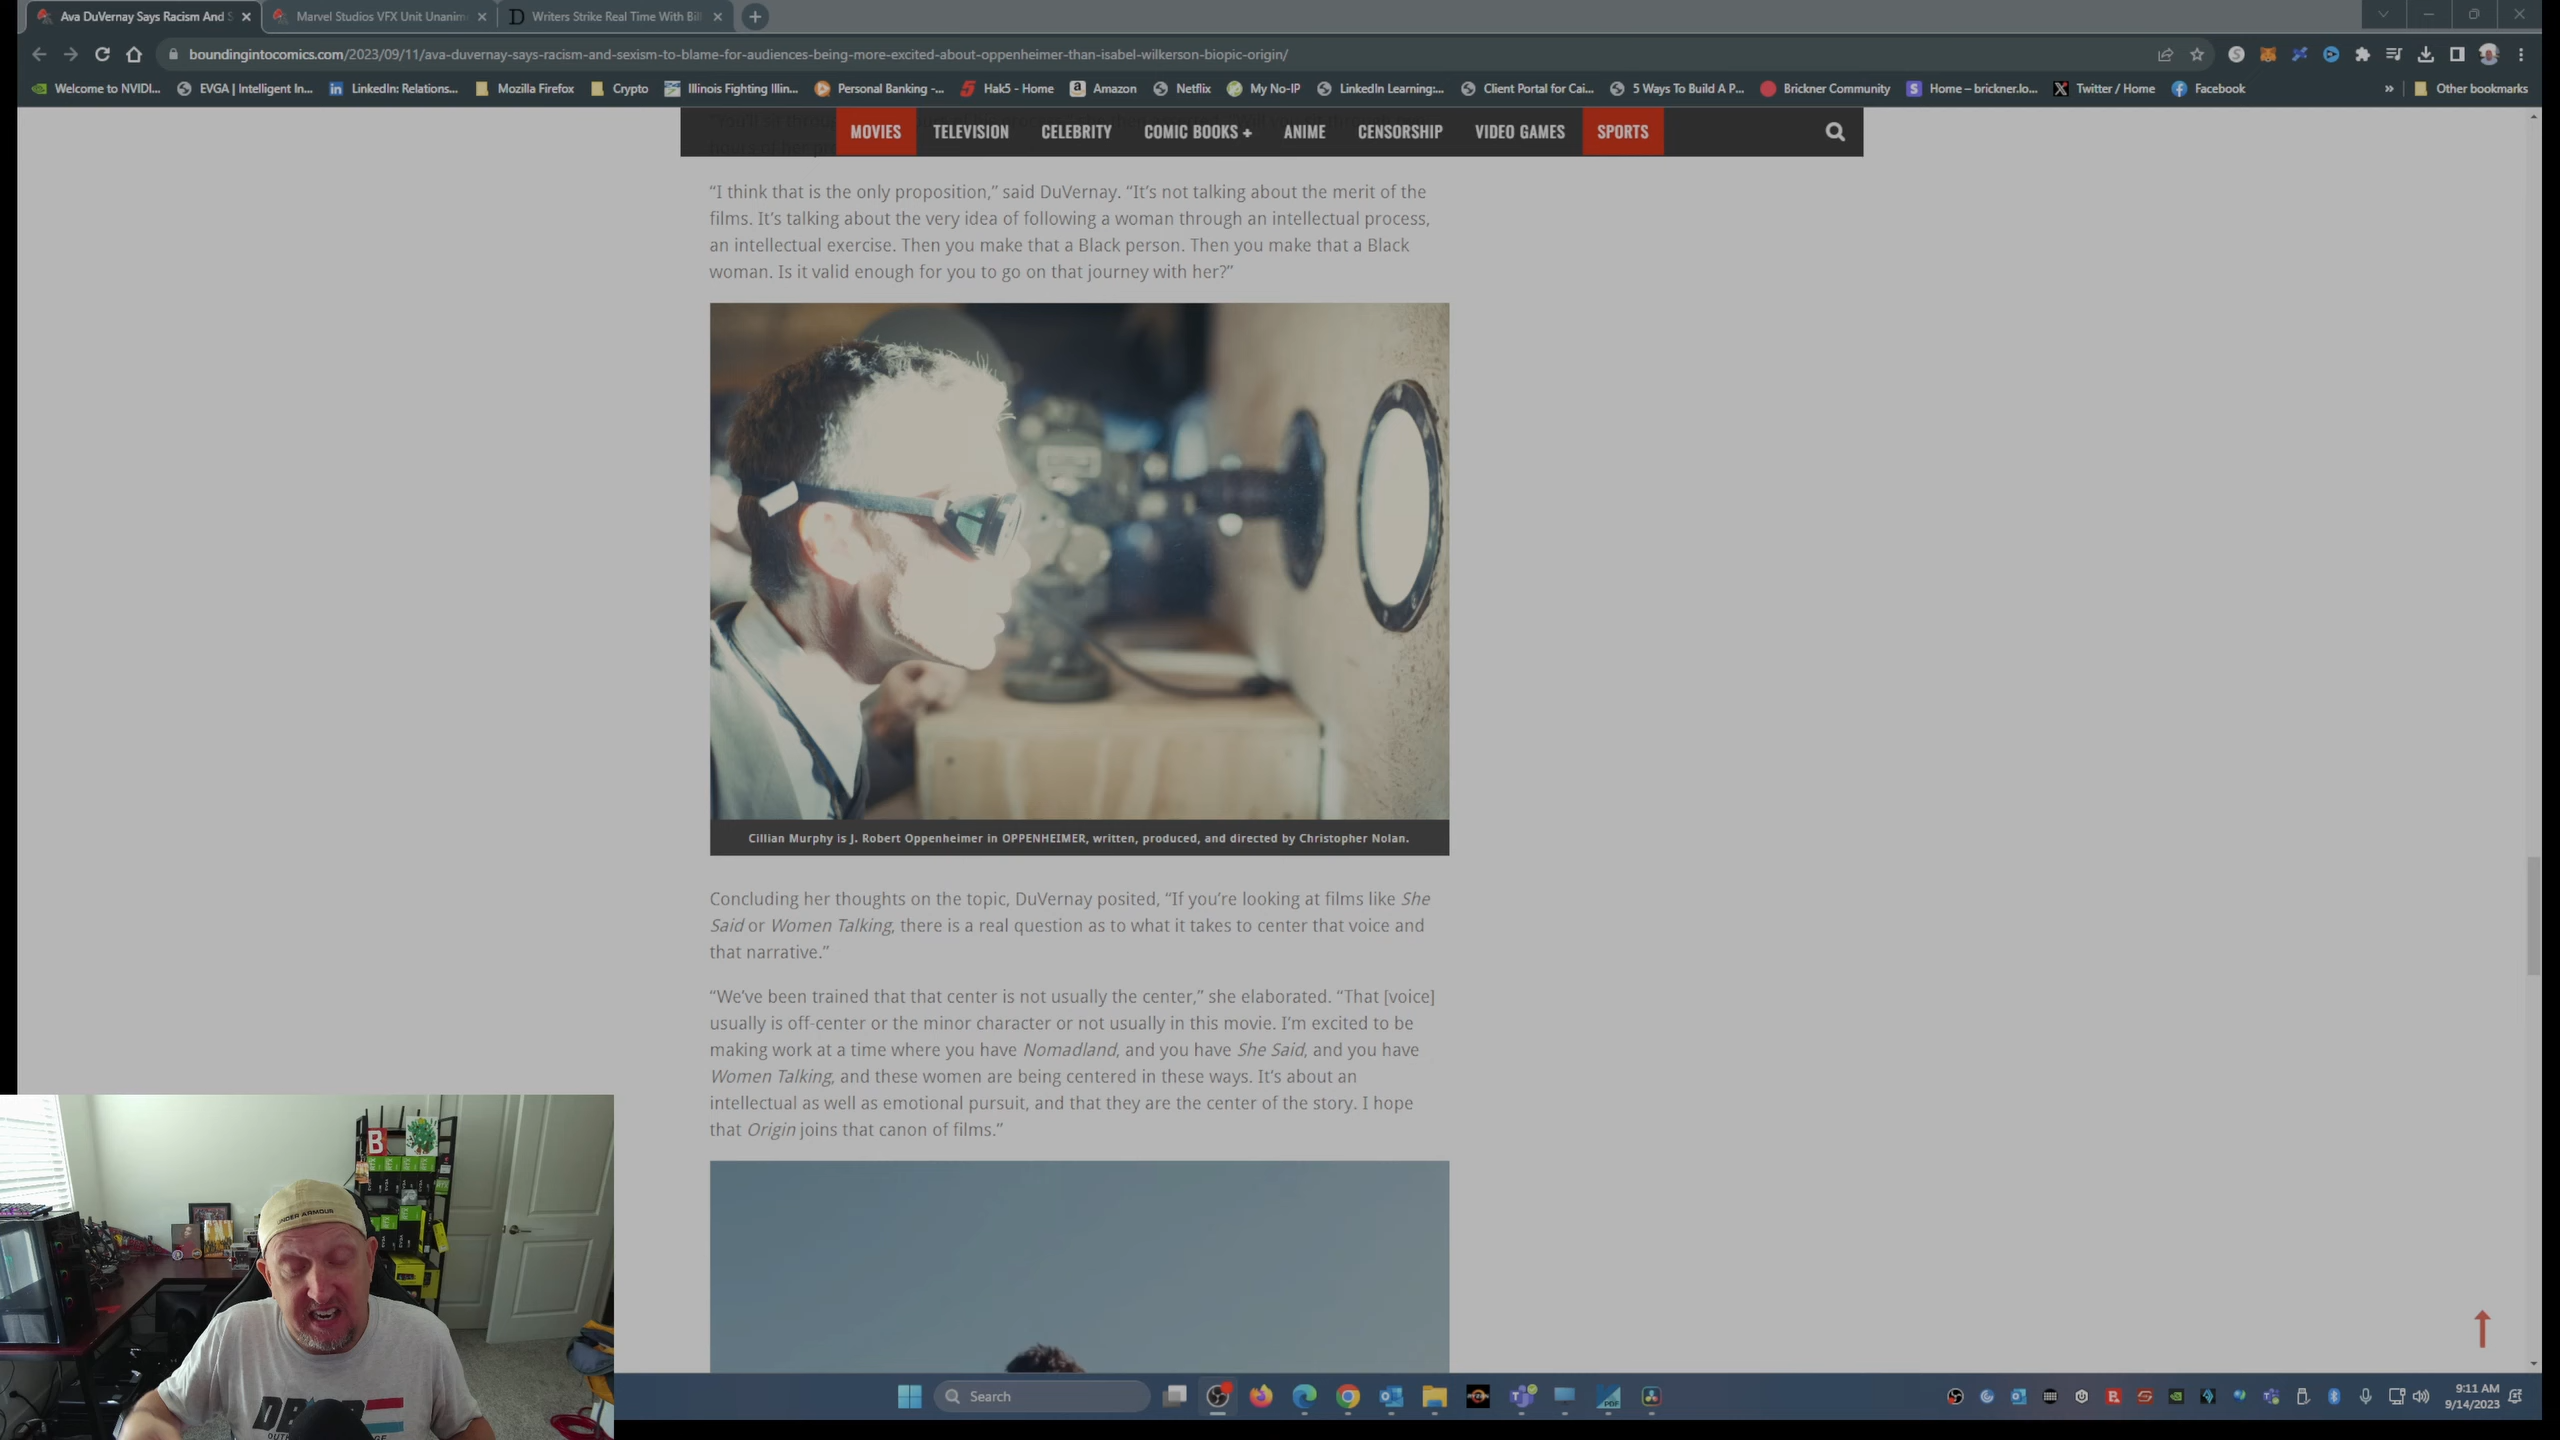 Ava DuVernay Says Racism And S
Marvel Studios VFX Unit Unanim
Writers Strike Real Time With Bil
boundingintocomics.com/2023/09/11/ava-duvernay-says-racism-and-sexism-to-blame-for-audiences-being-more-excited-about-oppenheimer-than-isabel-wilkerson-biopic-origin/
Welcome to NVIDI... EVGA | Intelligent In... LinkedIn: Relations... Mozilla Firefox Crypto Illinois Fighting Illin... Personal Banking -... Hak5 - Home Amazon Netflix My No-IP LinkedIn Learning:... Client Portal for Cai... 5 Ways To Build A P... Brickner Community Home – brickner.lo... Twitter / Home Facebook » Other bookmarks
MOVIES TELEVISION CELEBRITY COMIC BOOKS + ANIME CENSORSHIP VIDEO GAMES SPORTS
“I think that is the only proposition,” said DuVernay. “It’s not talking about the merit of the
films. It’s talking about the very idea of following a woman through an intellectual process,
an intellectual exercise. Then you make that a Black person. Then you make that a Black
woman. Is it valid enough for you to go on that journey with her?”
Cillian Murphy is J. Robert Oppenheimer in OPPENHEIMER, written, produced, and directed by Christopher Nolan.
Concluding her thoughts on the topic, DuVernay posited, “If you’re looking at films like She
Said or Women Talking, there is a real question as to what it takes to center that voice and
that narrative.”
“We’ve been trained that that center is not usually the center,” she elaborated. “That [voice]
usually is off-center or the minor character or not usually in this movie. I’m excited to be
making work at a time where you have Nomadland, and you have She Said, and you have
Women Talking, and these women are being centered in these ways. It’s about an
intellectual as well as emotional pursuit, and that they are the center of the story. I hope
that Origin joins that canon of films.”
B
UNDER ARMOUR
Search
9:11 AM
9/14/2023